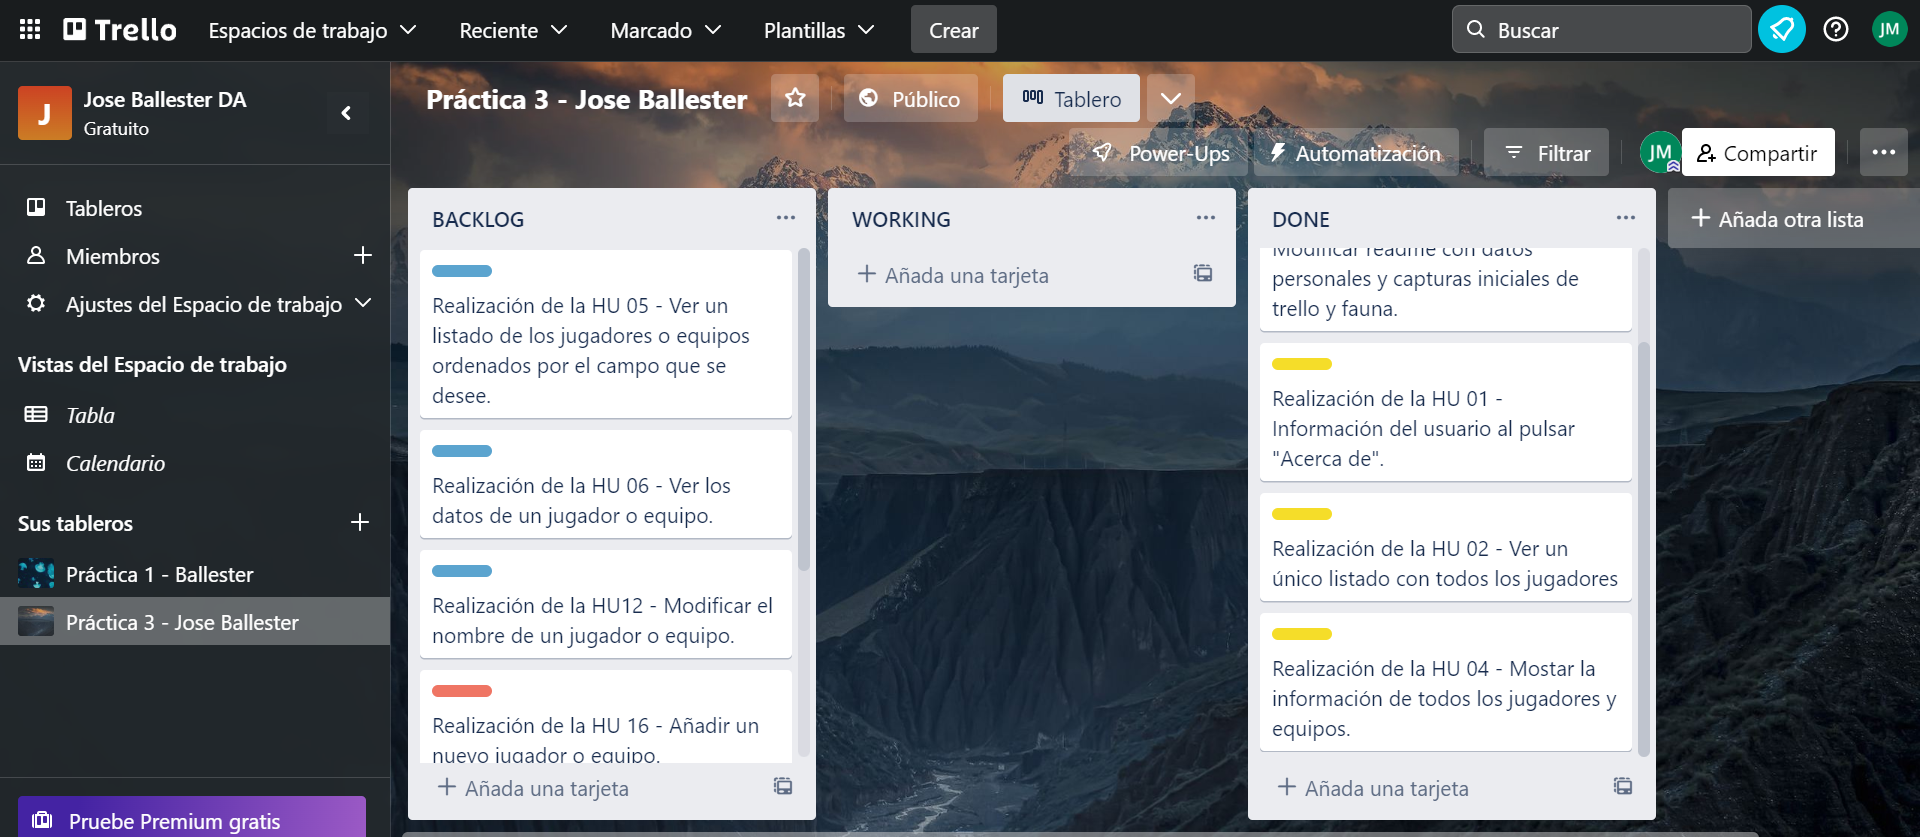 Trello
Espacios de trabajo
Reciente
Marcado
Plantillas
Crear
Buscar
JM
J
Jose Ballester DA
Gratuito
Tableros
Miembros
Ajustes del Espacio de trabajo
Vistas del Espacio de trabajo
Tabla
Calendario
Sus tableros
Práctica 1 - Ballester
Práctica 3 - Jose Ballester
Pruebe Premium gratis
Práctica 3 - Jose Ballester
Público
Tablero
Power-Ups
Automatización
Filtrar
JM
Compartir
BACKLOG
Realización de la HU 05 - Ver un
listado de los jugadores o equipos
ordenados por el campo que se
desee.
Realización de la HU 06 - Ver los
datos de un jugador o equipo.
Realización de la HU12 - Modificar el
nombre de un jugador o equipo.
Realización de la HU 16 - Añadir un
nuevo jugador o equipo.
Añada una tarjeta
WORKING
Añada una tarjeta
DONE
Modificar readme con datos
personales y capturas iniciales de
trello y fauna.
Realización de la HU 01 -
Información del usuario al pulsar
"Acerca de".
Realización de la HU 02 - Ver un
único listado con todos los jugadores
Realización de la HU 04 - Mostar la
información de todos los jugadores y
equipos.
Añada una tarjeta
Añada otra lista